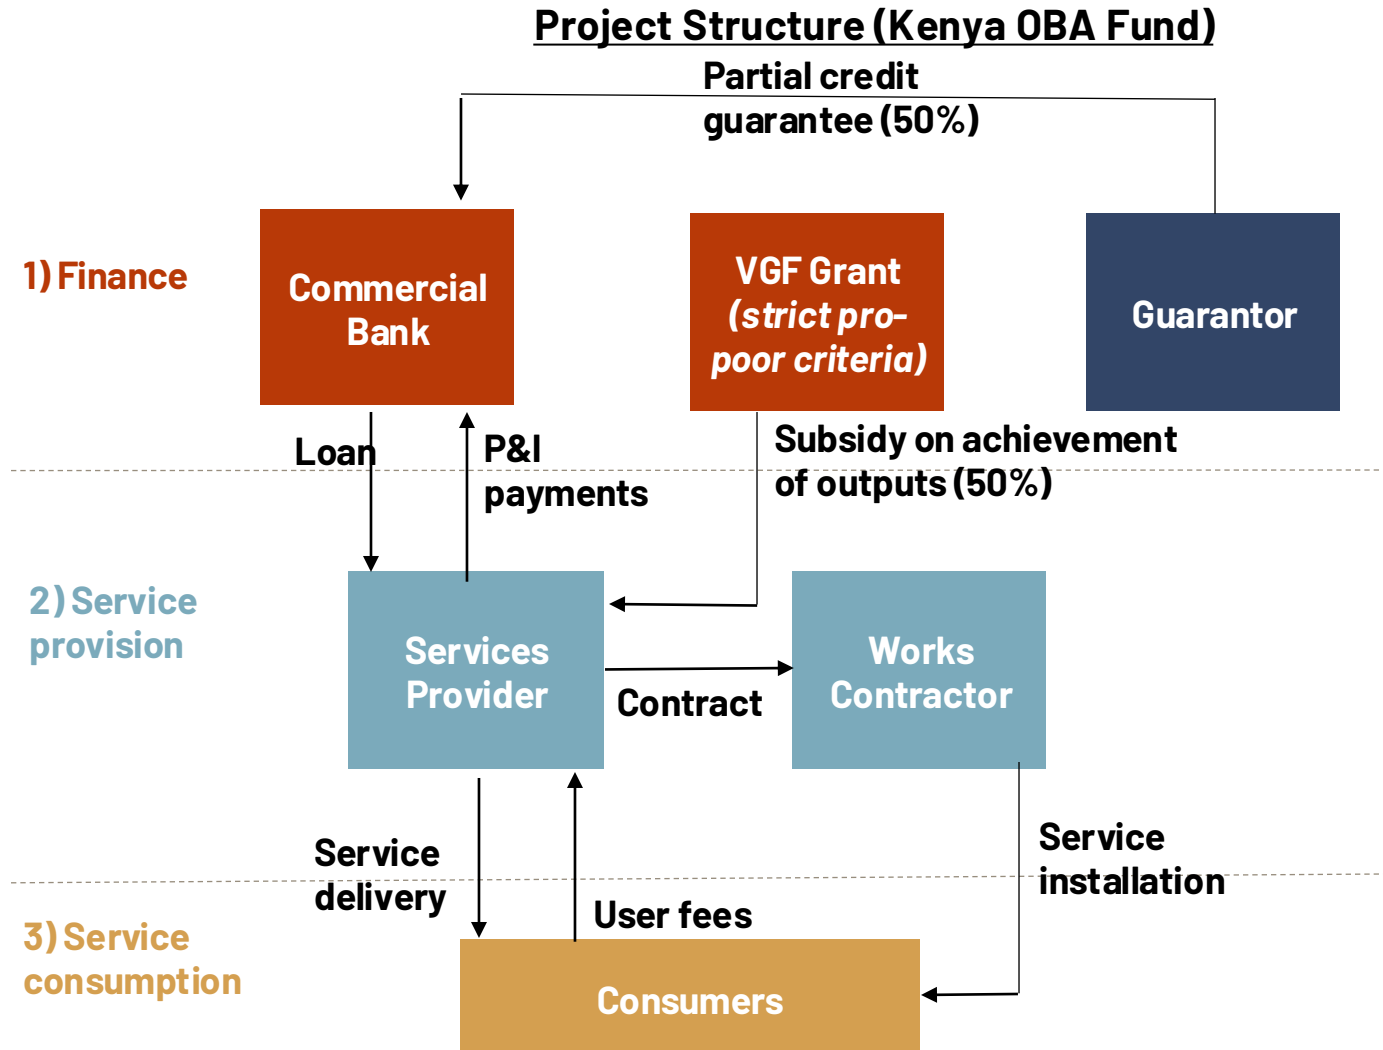 Project Structure (Kenya OBA Fund)
Partial credit
guarantee (50%)
1) Finance
Commercial
Bank
VGF Grant
(strict pro-
poor criteria)
Guarantor
Loan
P&I
payments
Subsidy on achievement
of outputs (50%)
2) Service
provision
Services
Provider
Works
Contractor
Contract
Service
delivery
User fees
Service
installation
3) Service
consumption
Consumers